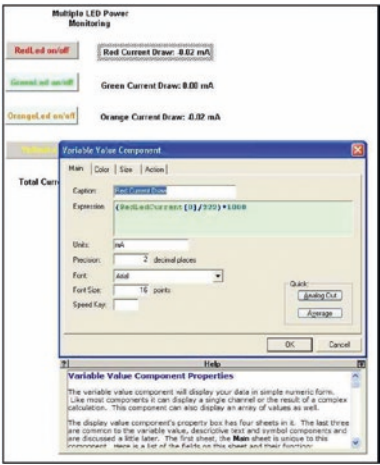 Multiple LED Power
Monitoring
RedLed on/off
Red Current Draw: -0.02 mA
GreenLed on/off
Green Current Draw: 0.00 mA
OrangeLed on/off
Orange Current Draw: -0.02 mA
Total Curre
Variable Value Component
Main Color Size Action
Caption: Red Current Draw
Expression: (RedLedCurrent[0]/220)*1000
Units: mA
Precision: 2 decimal places
Font: Arial
Font Size: 16 points
Speed Key:
Quick:
Analog Out
Average
OK Cancel
Help
Variable Value Component Properties
The variable value component will display your data in simple numeric form.
Like most components it can display a single channel or the result of a complex
calculation. This component can also display an array of values as well.
The display value component's property box has four sheets in it. The last three
are common to the variable value, descriptive text and symbol components and
are discussed a little later. The first sheet, the Main sheet is unique to this
component. Here is a list of the fields on this sheet and their function: